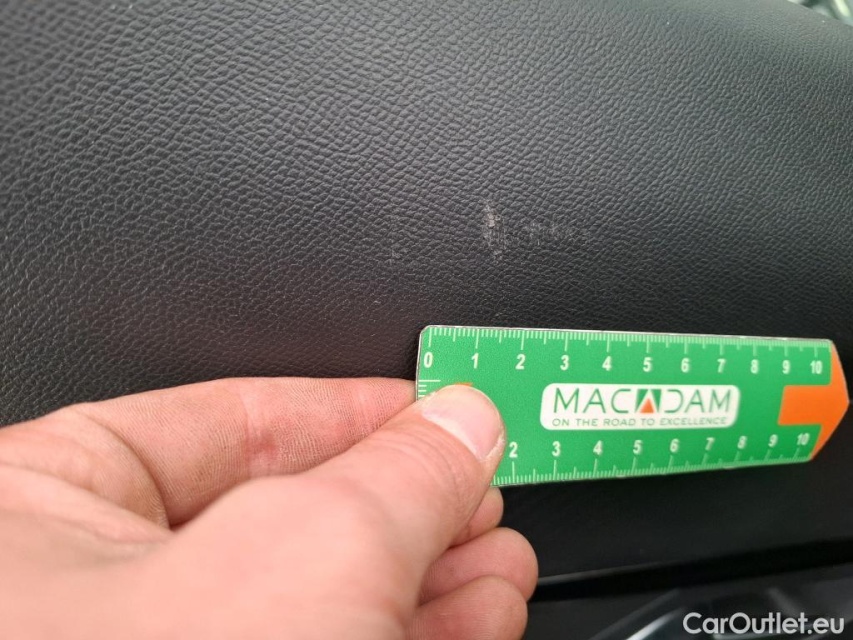 0 1 2 3 4 5 6 7 8 9 10
MACADAM
ON THE ROAD TO EXCELLENCE
2 3 4 5 6 7 8 9 10
CarOutlet.eu